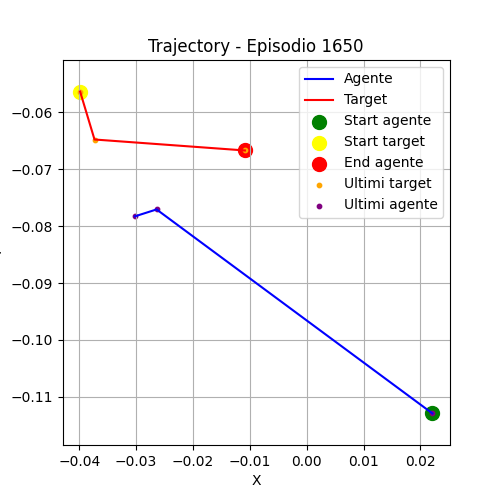 Trajectory - Episodio 1650
Agente
Target
Start agente
Start target
End agente
Ultimi target
Ultimi agente
−0.06
−0.07
−0.08
−0.09
−0.10
−0.11
−0.04
−0.03
−0.02
−0.01
0.00
0.01
0.02
X